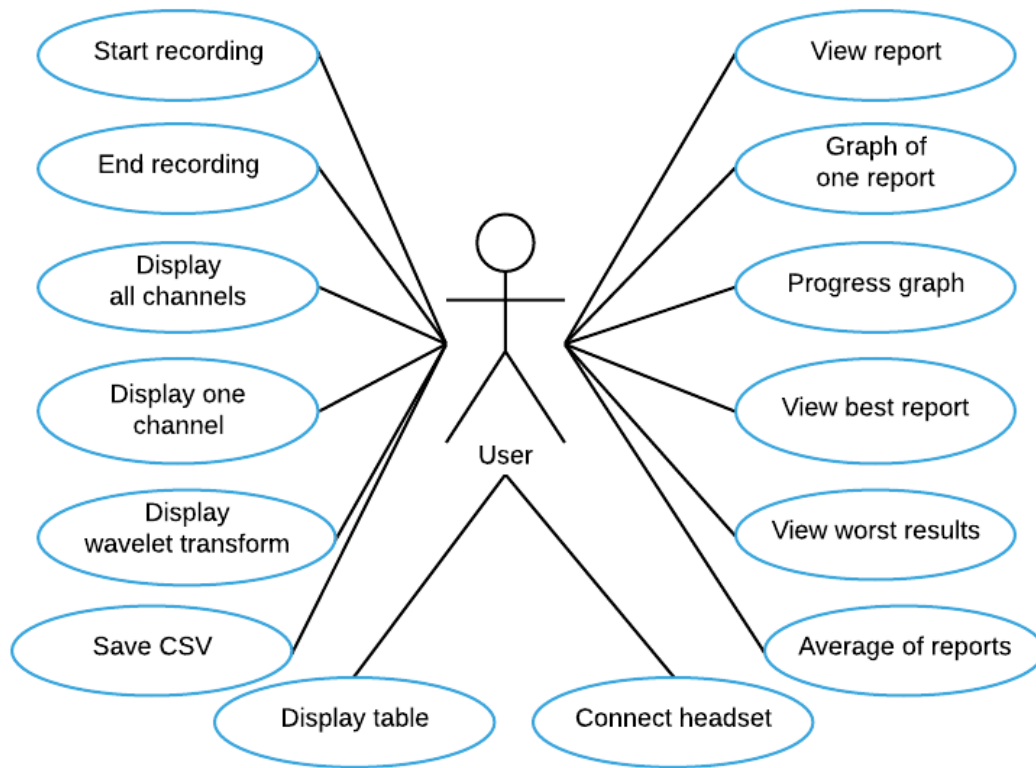 Start recording
End recording
Display
all channels
Display one
channel
Display
wavelet transform
Save CSV
User
Display table
Connect headset
View report
Graph of
one report
Progress graph
View best report
View worst results
Average of reports